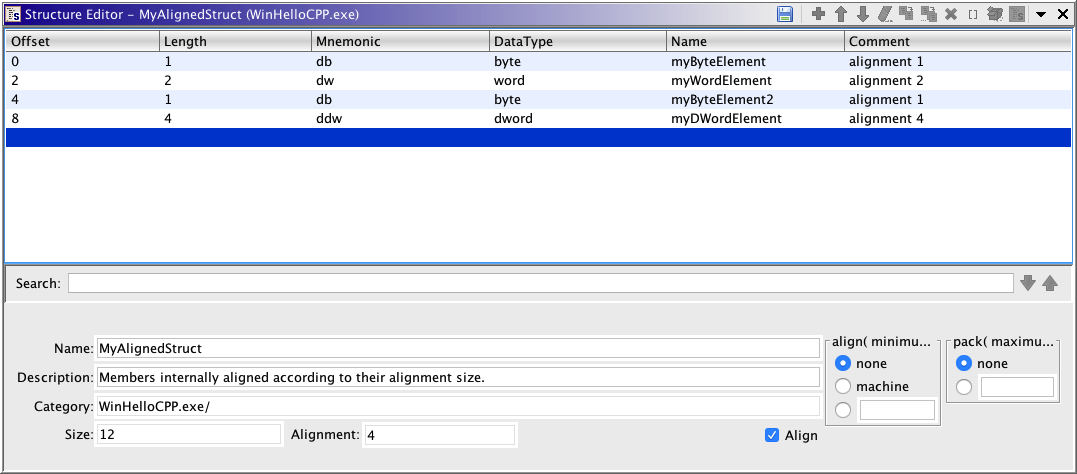 Structure Editor - MyAlignedStruct (WinHelloCPP.exe)
Offset Length Mnemonic DataType Name Comment
0 1 db byte myByteElement alignment 1
2 2 dw word myWordElement alignment 2
4 1 db byte myByteElement2 alignment 1
8 4 ddw dword myDWordElement alignment 4
Search:
Name: MyAlignedStruct
Description: Members internally aligned according to their alignment size.
Category: WinHelloCPP.exe/
Size: 12 Alignment: 4 Align
align( minimu...
none
machine
pack( maximu...
none